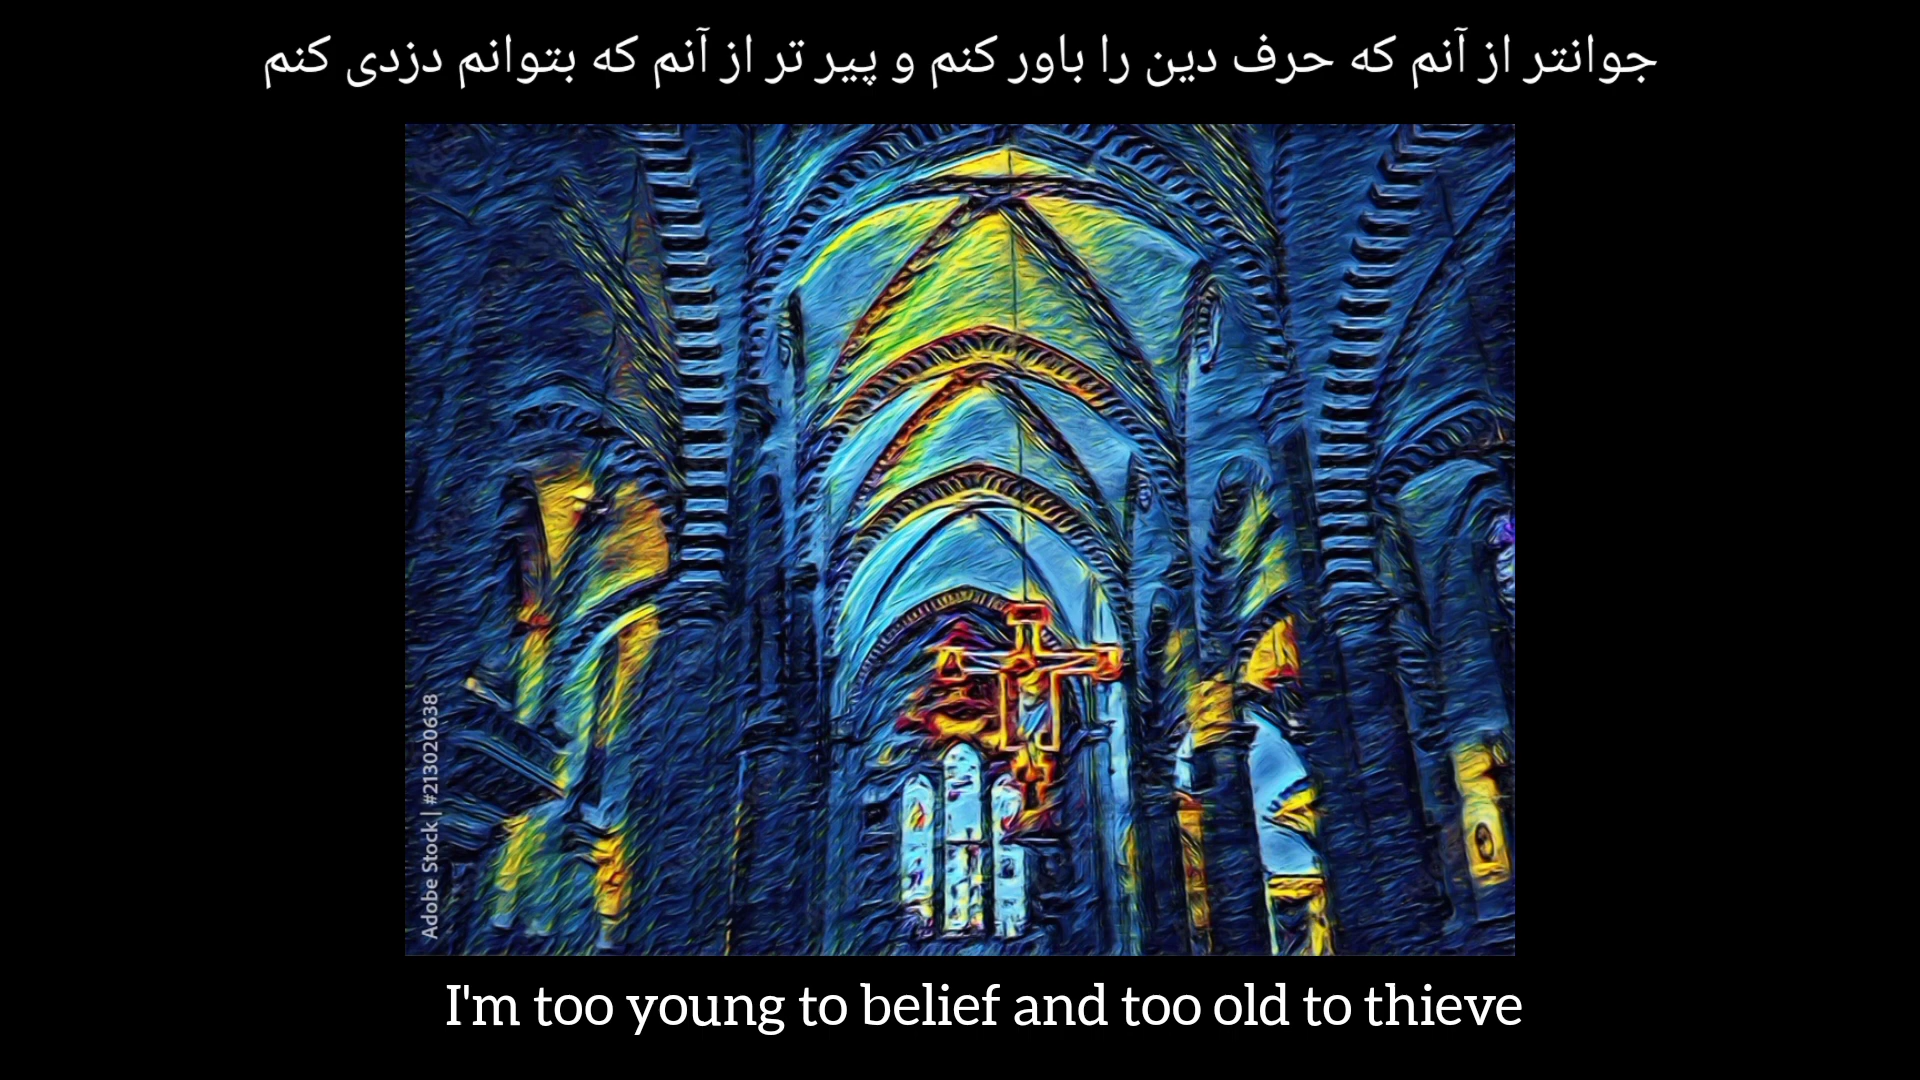 جوانتر از آنم که حرف دین را باور کنم و پیر تر از آنم که بتوانم دزدی کنم
Adobe Stock | #213020638
I'm too young to belief and too old to thieve